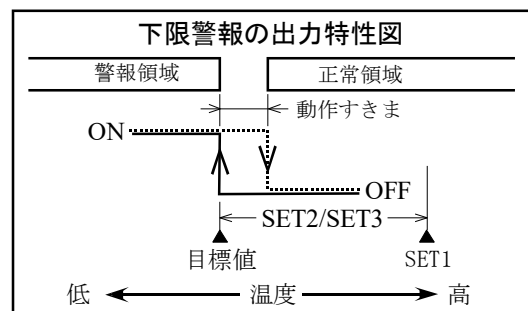 下限警報の出力特性図
警報領域 正常領域
動作すきま
ON
OFF
SET2/SET3
目標値 SET1
低 温度 高